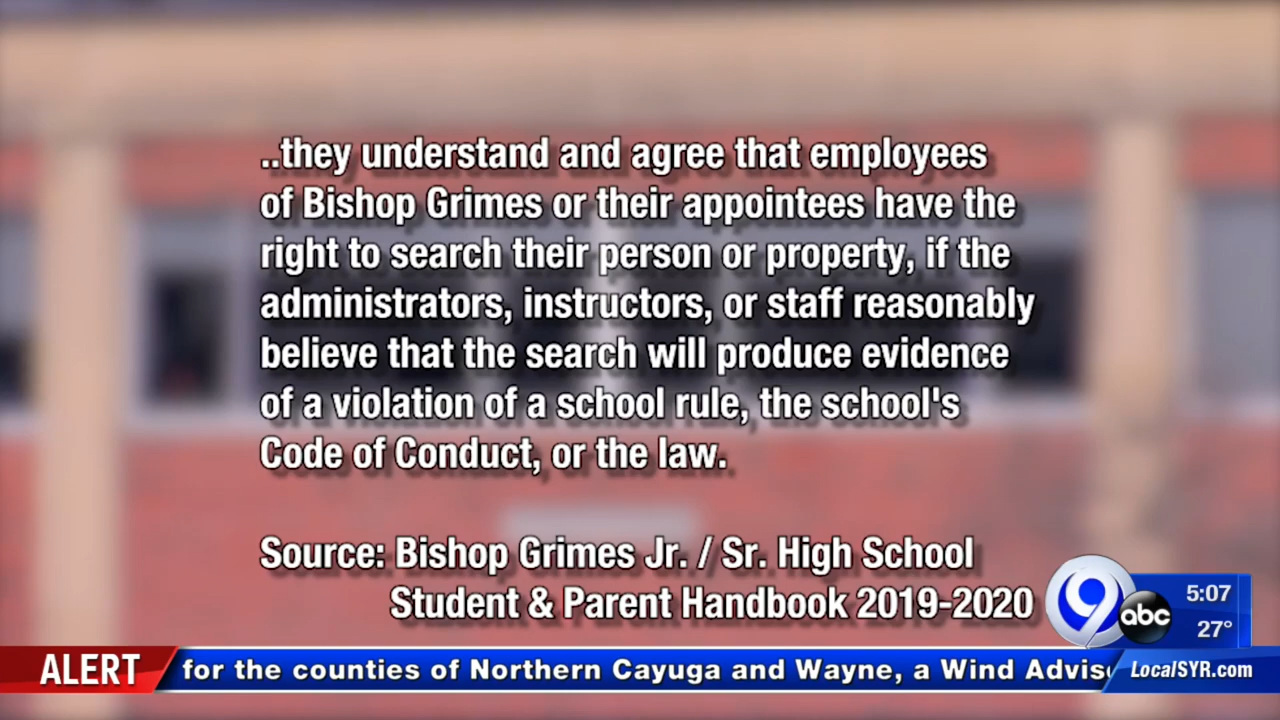 ..they understand and agree that employees
of Bishop Grimes or their appointees have the
right to search their person or property, if the
administrators, instructors, or staff reasonably
believe that the search will produce evidence
of a violation of a school rule, the school's
Code of Conduct, or the law.
Source: Bishop Grimes Jr. / Sr. High School
Student & Parent Handbook 2019-2020
9 abc 5:07
27°
ALERT for the counties of Northern Cayuga and Wayne, a Wind
LocalSYR.com